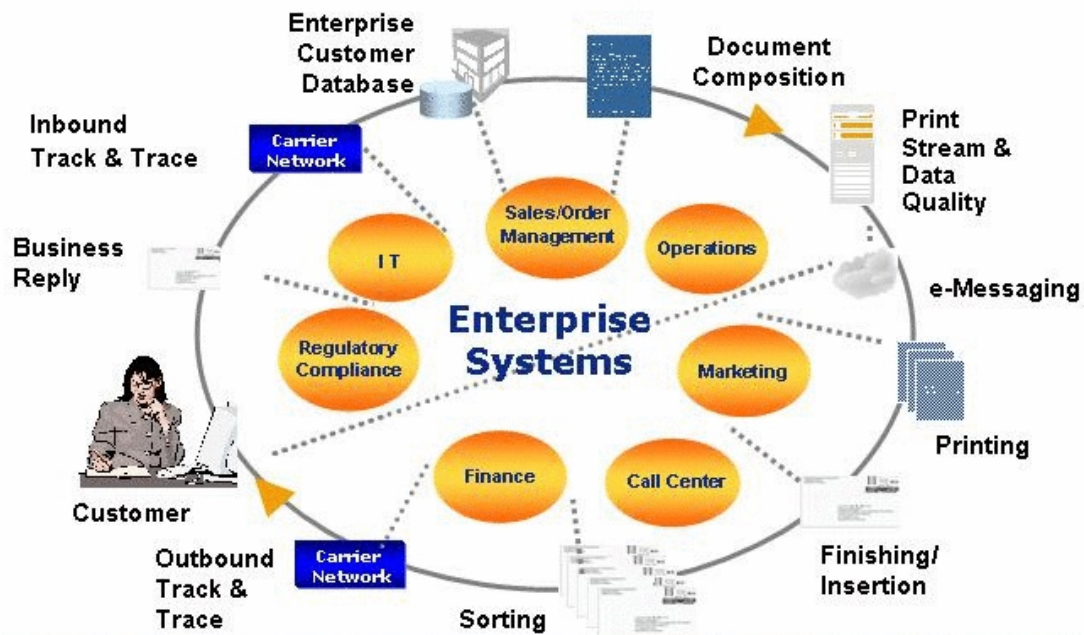 Enterprise
Customer
Database
Document
Composition
Inbound
Track & Trace
Carrier
Network
Print
Stream &
Data
Quality
Sales/Order
Management
Operations
I T
Business
Reply
e-Messaging
Enterprise
Systems
Regulatory
Compliance
Marketing
Printing
Finance
Call Center
Customer
Outbound
Track &
Trace
Carrier
Network
Sorting
Finishing/
Insertion